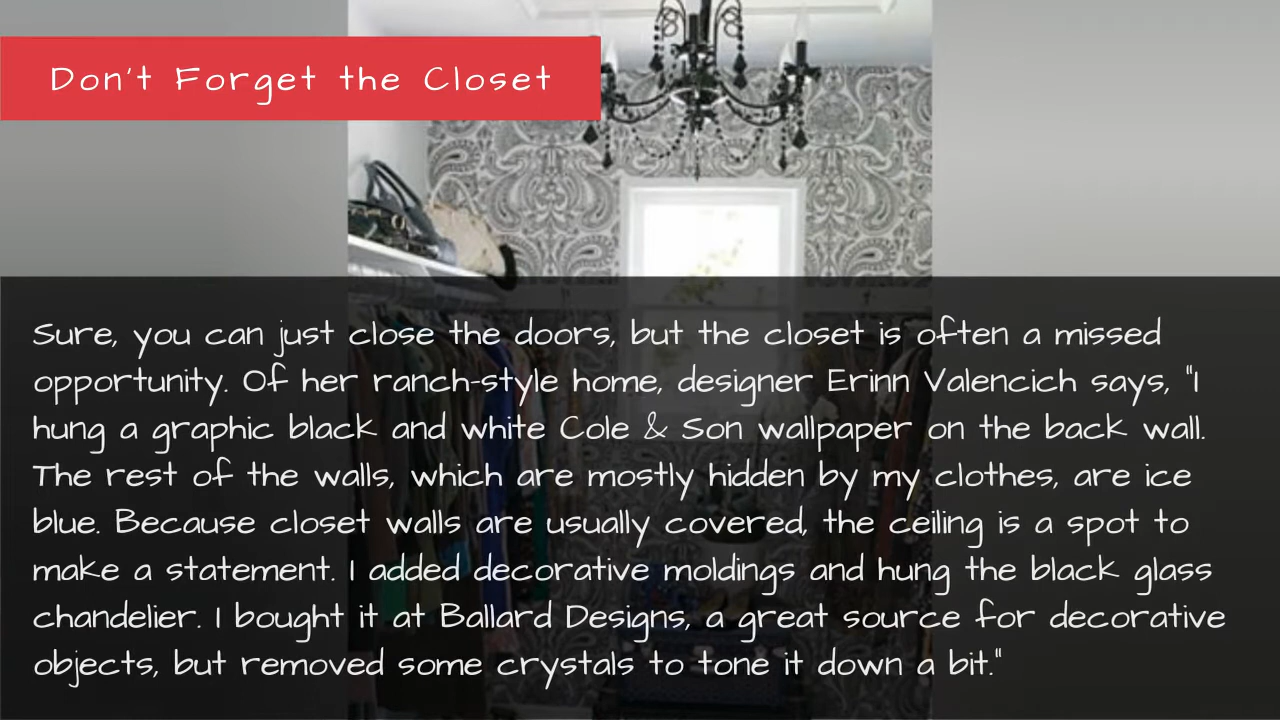 Don't Forget the Closet
Sure, you can just close the doors, but the closet is often a missed
opportunity. Of her ranch-style home, designer Erinn Valencich says, "I
hung a graphic black and white Cole & Son wallpaper on the back wall.
The rest of the walls, which are mostly hidden by my clothes, are ice
blue. Because closet walls are usually covered, the ceiling is a spot to
make a statement. I added decorative moldings and hung the black glass
chandelier. I bought it at Ballard Designs, a great source for decorative
objects, but removed some crystals to tone it down a bit."